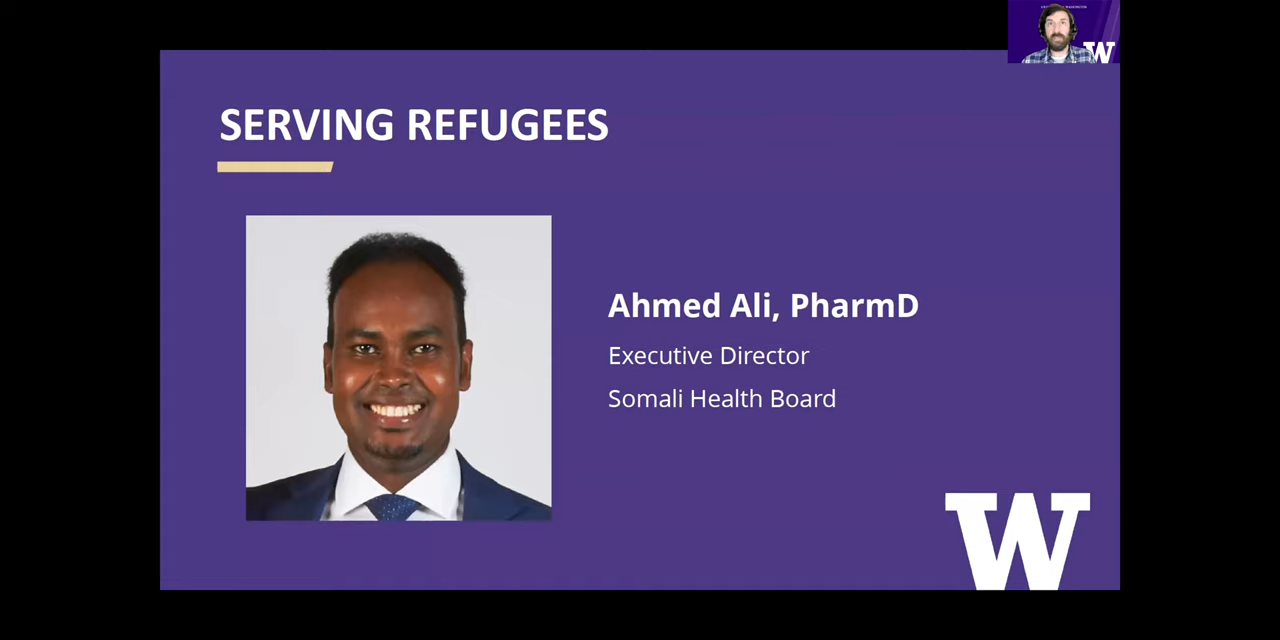 SERVING REFUGEES
Ahmed Ali, PharmD
Executive Director
Somali Health Board
W
W